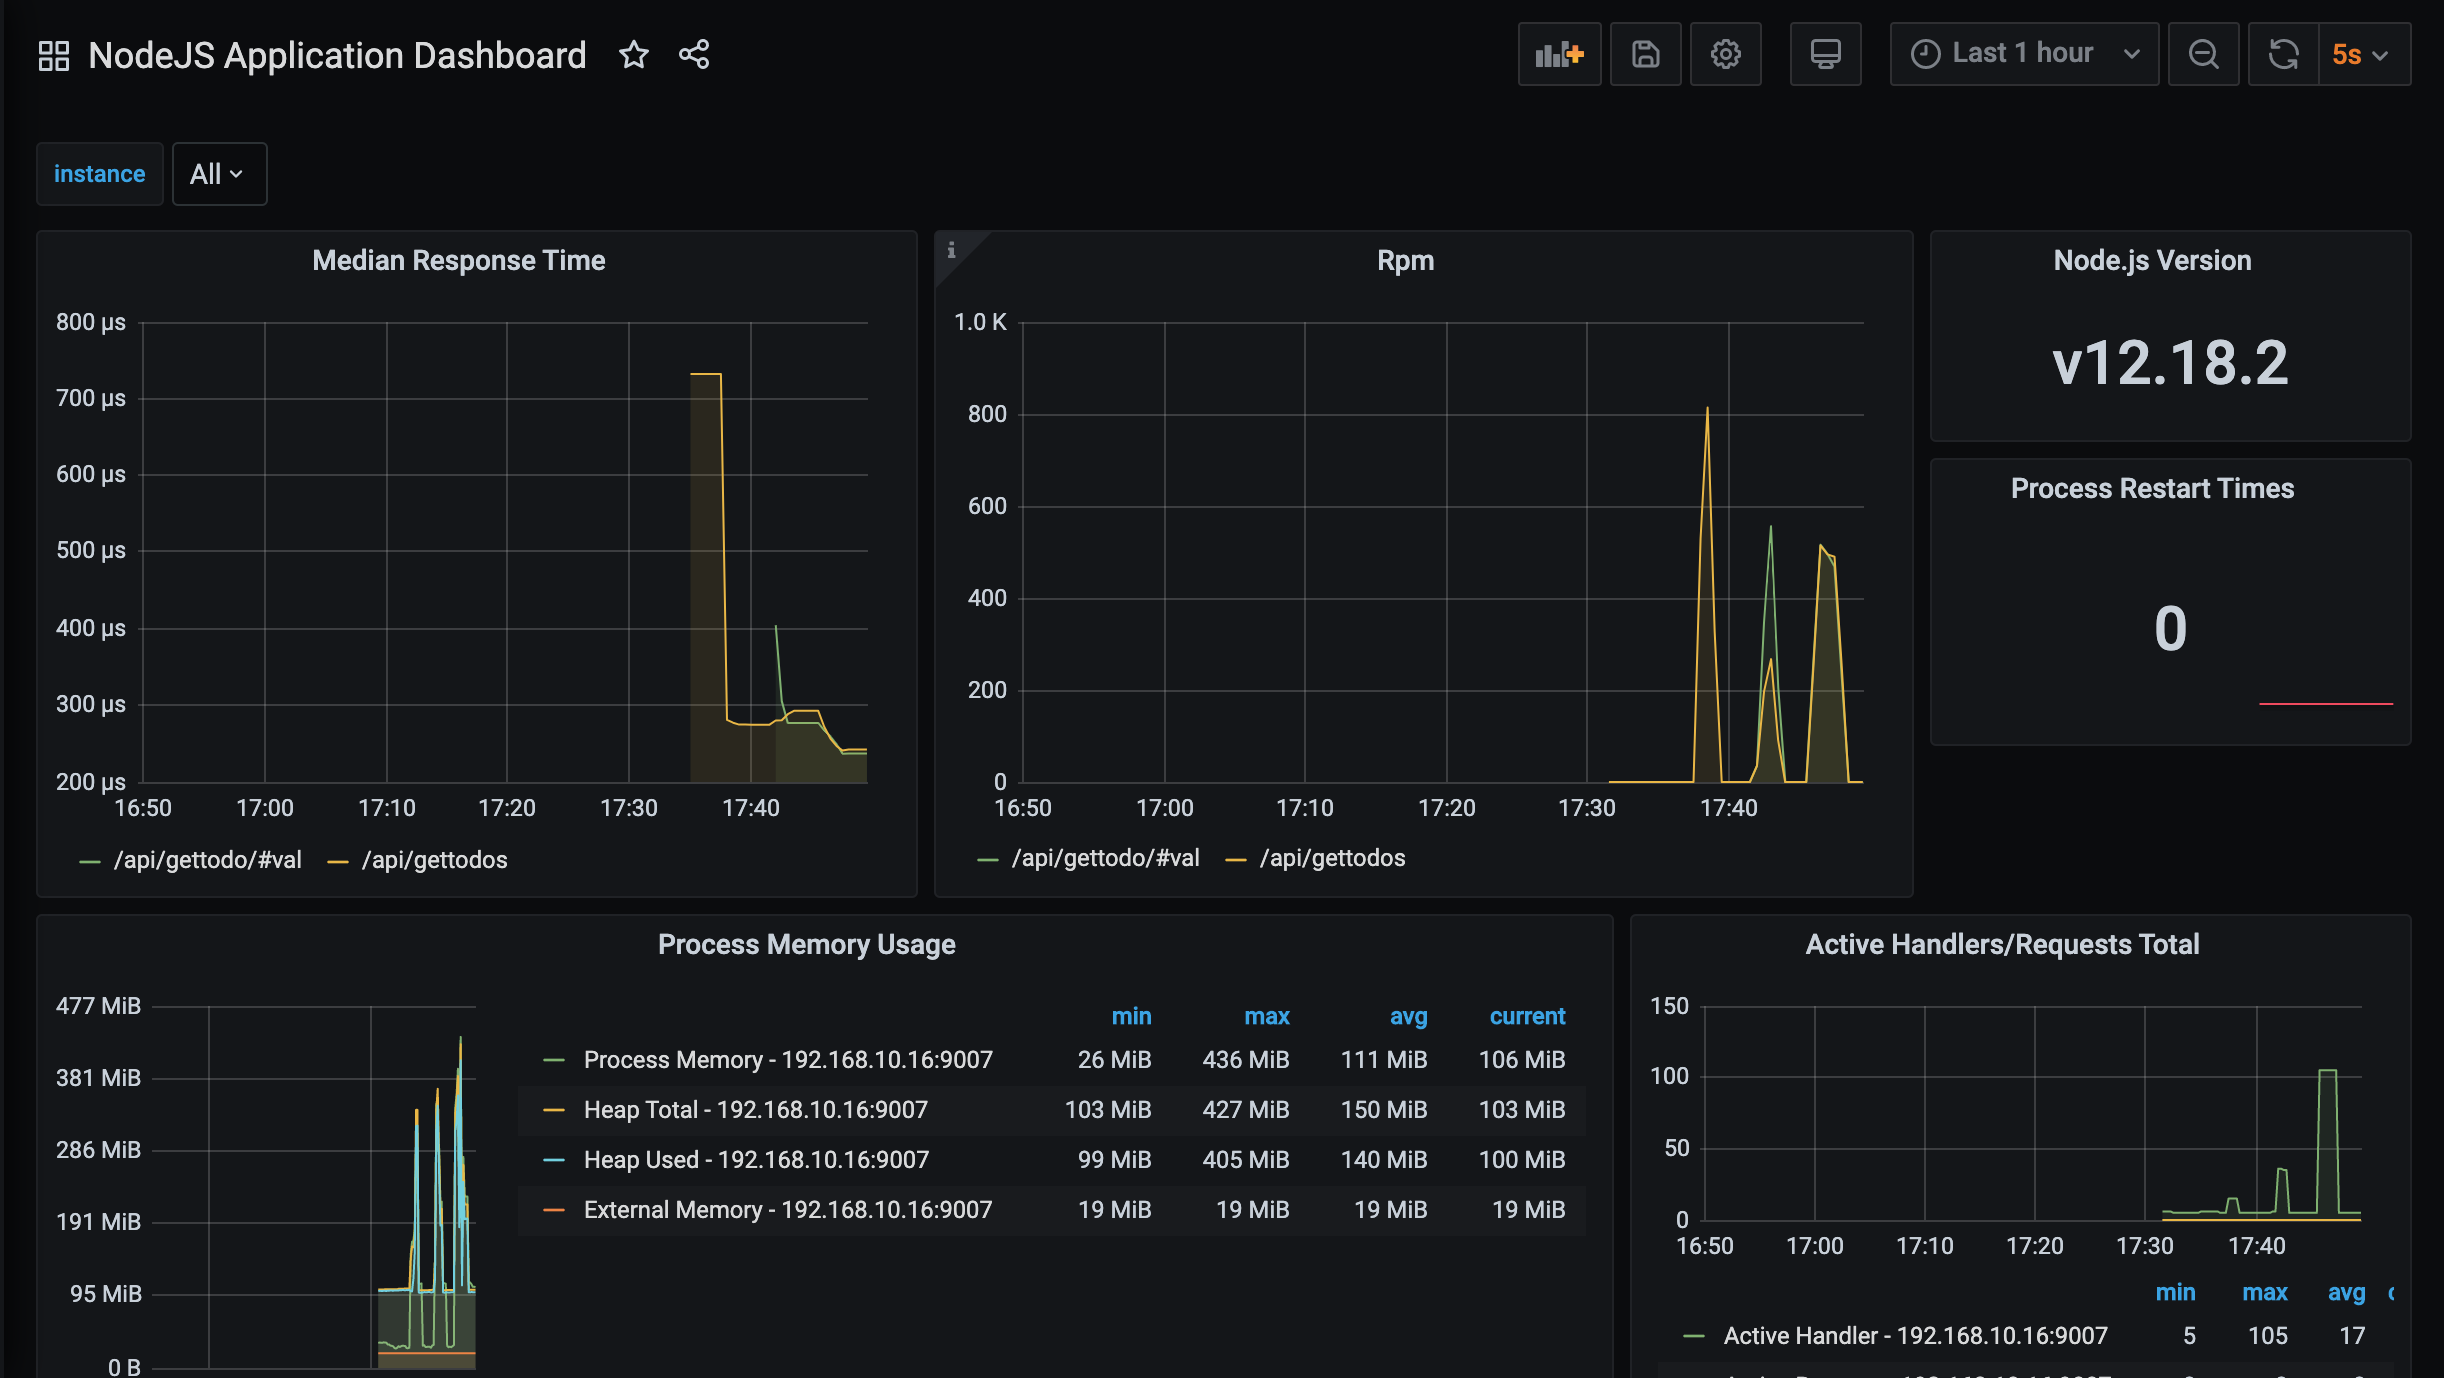 NodeJS Application Dashboard
Last 1 hour
5s
instance
All
Median Response Time
800 µs
700 µs
600 µs
500 µs
400 µs
300 µs
200 µs
16:50 17:00 17:10 17:20 17:30 17:40
/api/gettodo/#val /api/gettodos
i
Rpm
1.0 K
800
600
400
200
0
16:50 17:00 17:10 17:20 17:30 17:40
/api/gettodo/#val /api/gettodos
Node.js Version
v12.18.2
Process Restart Times
0
Process Memory Usage
477 MiB
381 MiB
286 MiB
191 MiB
95 MiB
0 B
min max avg current
Process Memory - 192.168.10.16:9007 26 MiB 436 MiB 111 MiB 106 MiB
Heap Total - 192.168.10.16:9007 103 MiB 427 MiB 150 MiB 103 MiB
Heap Used - 192.168.10.16:9007 99 MiB 405 MiB 140 MiB 100 MiB
External Memory - 192.168.10.16:9007 19 MiB 19 MiB 19 MiB 19 MiB
Active Handlers/Requests Total
150
100
50
0
16:50 17:00 17:10 17:20 17:30 17:40
min max avg
Active Handler - 192.168.10.16:9007 5 105 17